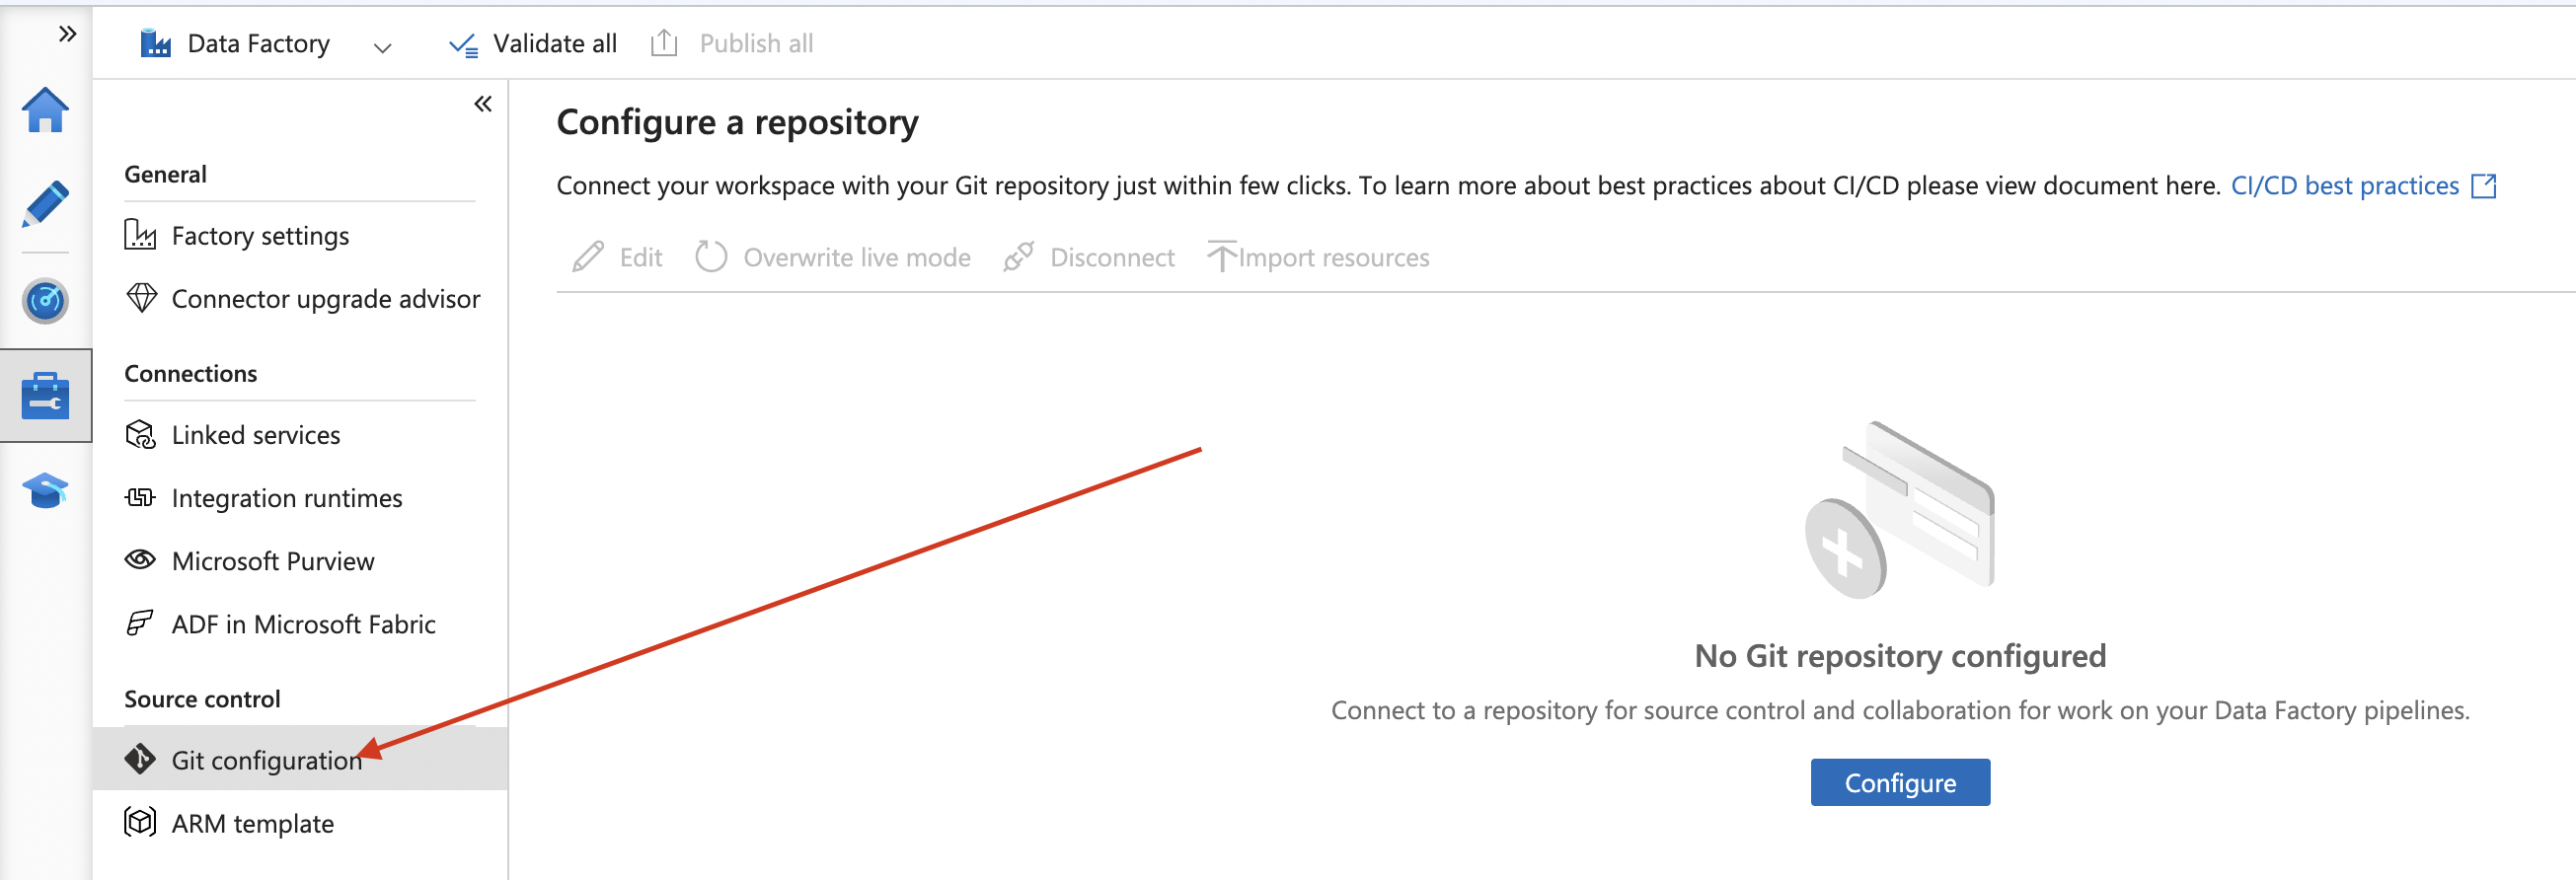 Data Factory
Validate all
Publish all
General
Factory settings
Connector upgrade advisor
Connections
Linked services
Integration runtimes
Microsoft Purview
ADF in Microsoft Fabric
Source control
Git configuration
ARM template
Configure a repository
Connect your workspace with your Git repository just within few clicks. To learn more about best practices about CI/CD please view document here. CI/CD best practices
Edit
Overwrite live mode
Disconnect
Import resources
No Git repository configured
Connect to a repository for source control and collaboration for work on your Data Factory pipelines.
Configure